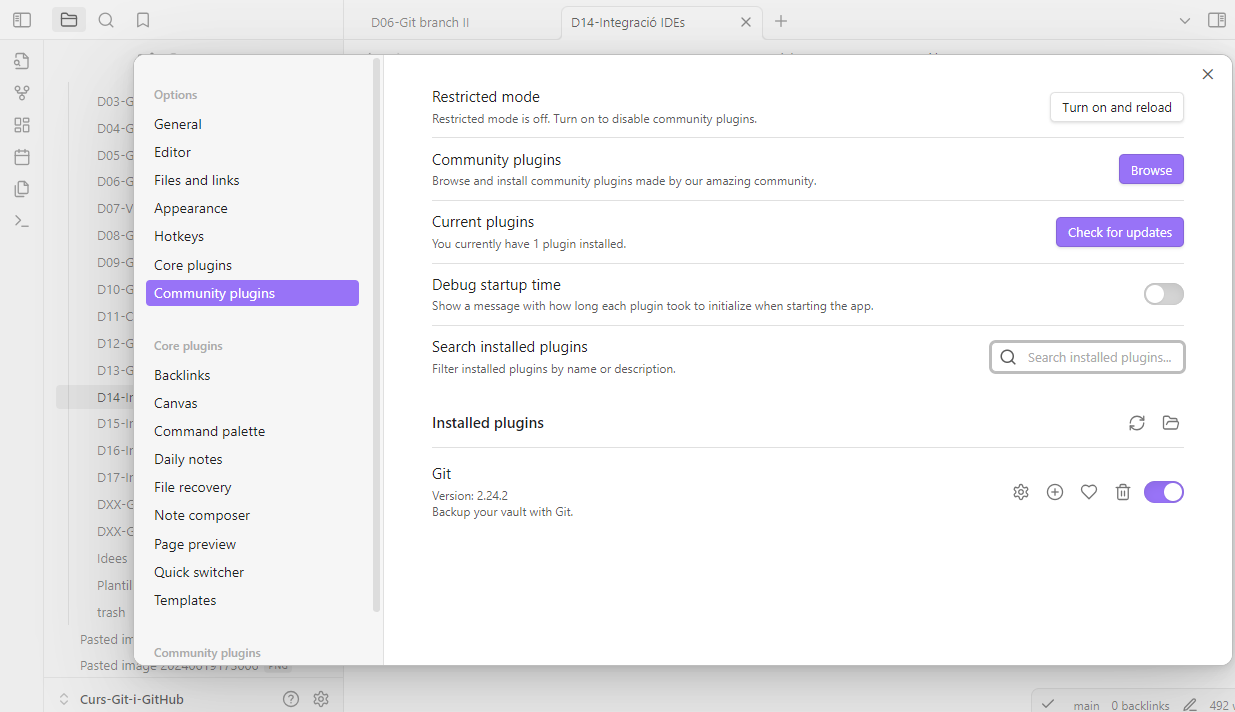 D06-Git branch II
D14-Integració IDEs
D03-G
D04-G
D05-G
D06-G
D07-V
D08-G
D09-G
D10-G
D11-C
D12-G
D13-G
D14-In
D15-In
D16-In
D17-In
DXX-G
DXX-G
Idees
Plantil
trash
Pasted im
Pasted image
Curs-Git-i-GitHub
Options
General
Editor
Files and links
Appearance
Hotkeys
Core plugins
Community plugins
Core plugins
Backlinks
Canvas
Command palette
Daily notes
File recovery
Note composer
Page preview
Quick switcher
Templates
Community plugins
Restricted mode
Restricted mode is off. Turn on to disable community plugins.
Turn on and reload
Community plugins
Browse and install community plugins made by our amazing community.
Browse
Current plugins
You currently have 1 plugin installed.
Check for updates
Debug startup time
Show a message with how long each plugin took to initialize when starting the app.
Search installed plugins
Filter installed plugins by name or description.
Search installed plugins...
Installed plugins
Git
Version: 2.24.2
Backup your vault with Git.
main
0 backlinks
492 w